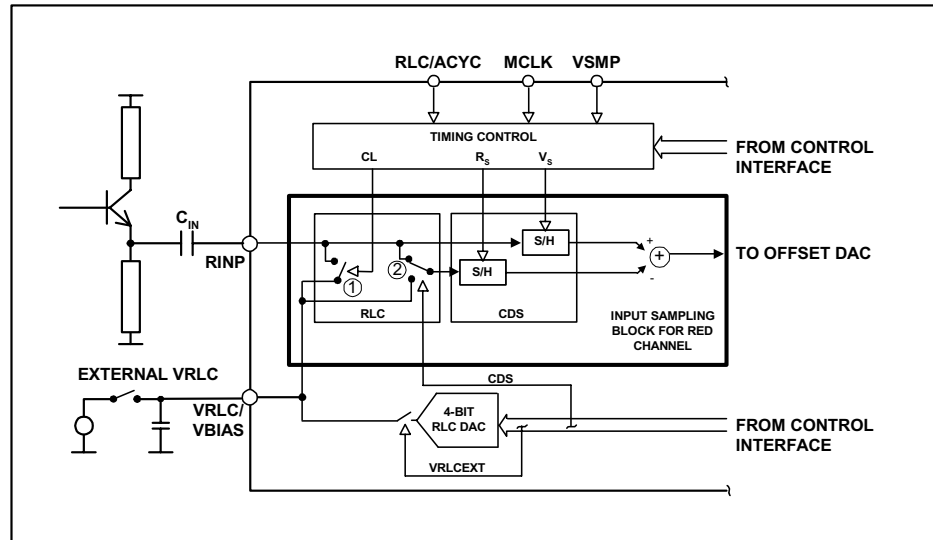 RLC/ACYC MCLK VSMP
TIMING CONTROL
CL RS VS
FROM CONTROL
INTERFACE
CIN
RINP
S/H
S/H
+
+
-
TO OFFSET DAC
1
2
RLC
CDS
INPUT SAMPLING
BLOCK FOR RED
CHANNEL
EXTERNAL VRLC
VRLC/
VBIAS
CDS
4-BIT
RLC DAC
VRLCEXT
FROM CONTROL
INTERFACE